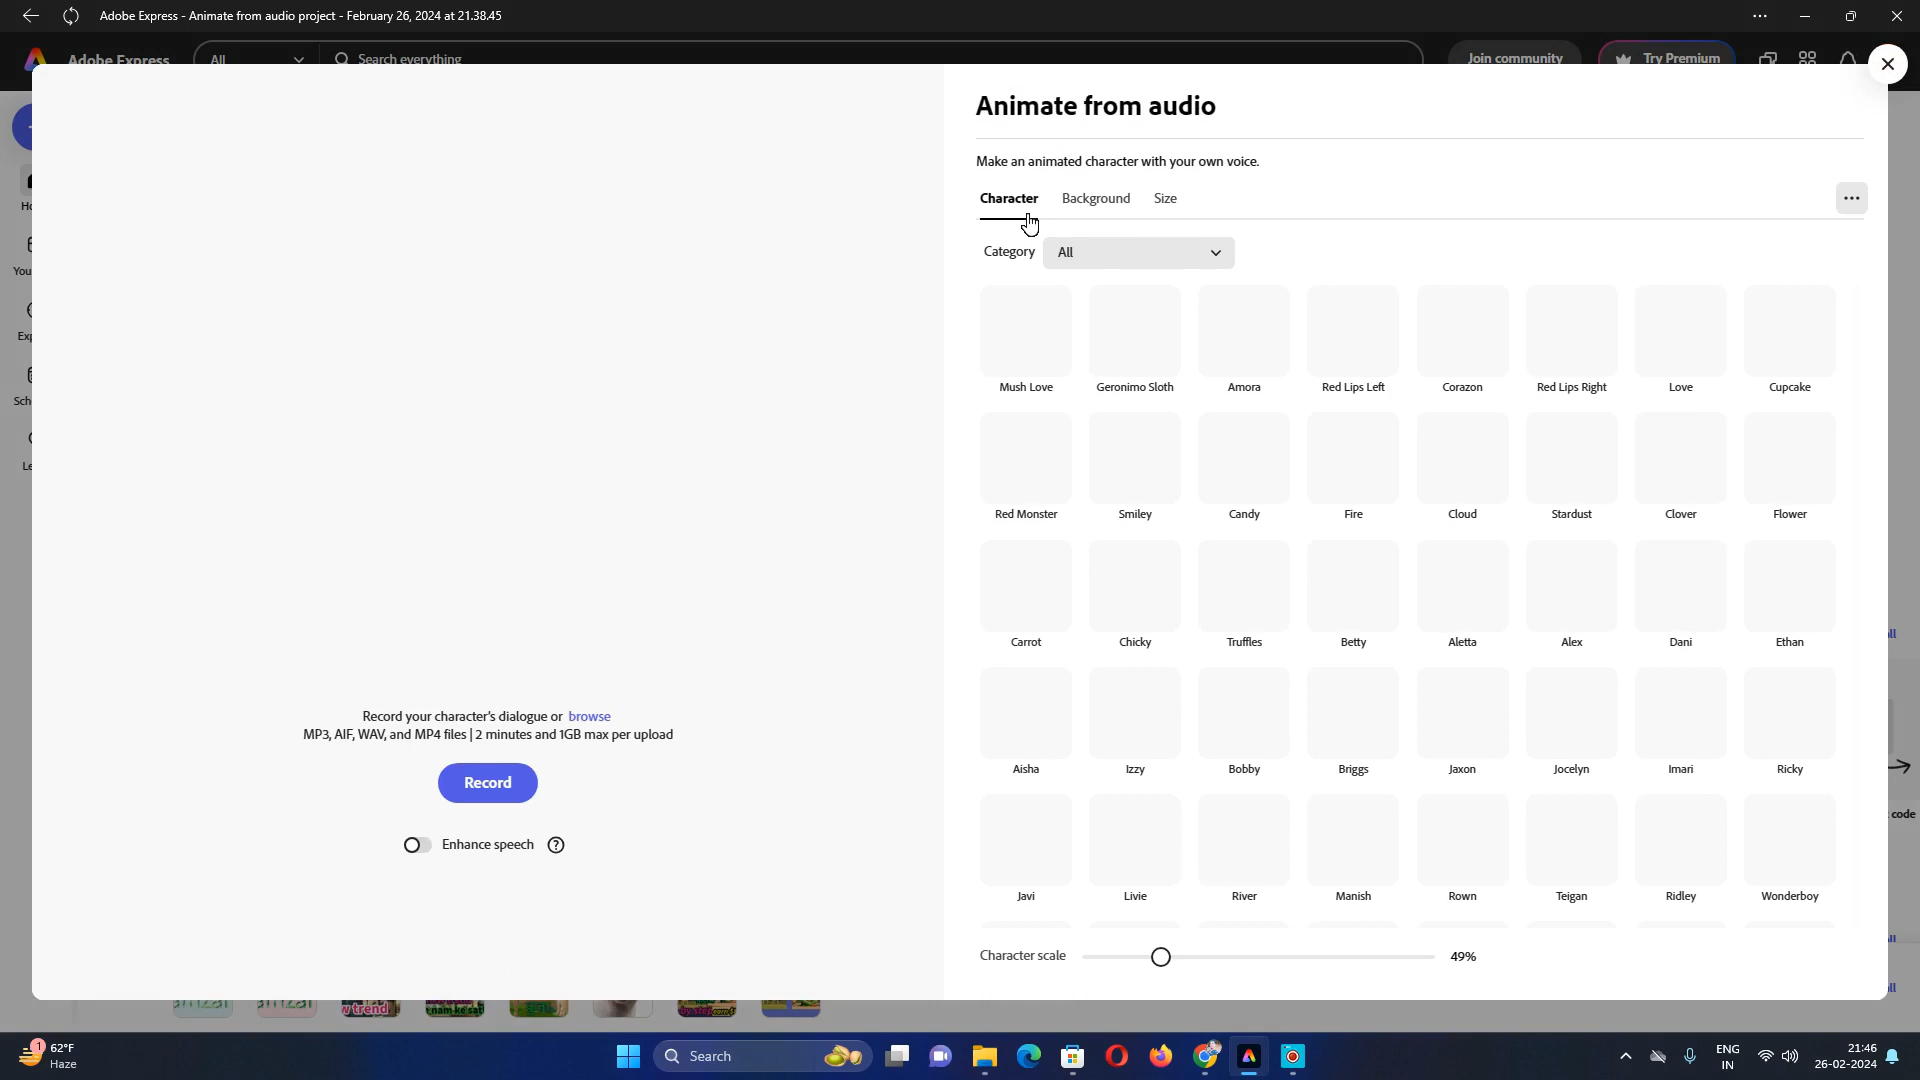 Adobe Express - Animate from audio project - February 26, 2024 at 21.38.45
Adobe Express
All
Search everything
Join community
Try Premium
Animate from audio
Make an animated character with your own voice.
Character Background Size
Category All
Mush Love Geronimo Sloth Amora Red Lips Left Corazon Red Lips Right Love Cupcake
Red Monster Smiley Candy Fire Cloud Stardust Clover Flower
Carrot Chicky Truffles Betty Aletta Alex Dani Ethan
Aisha Izzy Bobby Briggs Jaxon Jocelyn Imari Ricky
Javi Livie River Manish Rown Teigan Ridley Wonderboy
Character scale 49%
Record your character's dialogue or browse
MP3, AIF, WAV, and MP4 files | 2 minutes and 1GB max per upload
Record
Enhance speech ?
You
code
w trend
nam ke sat
1 62°F
Haze
Search
ENG
IN
21:46
26-02-2024